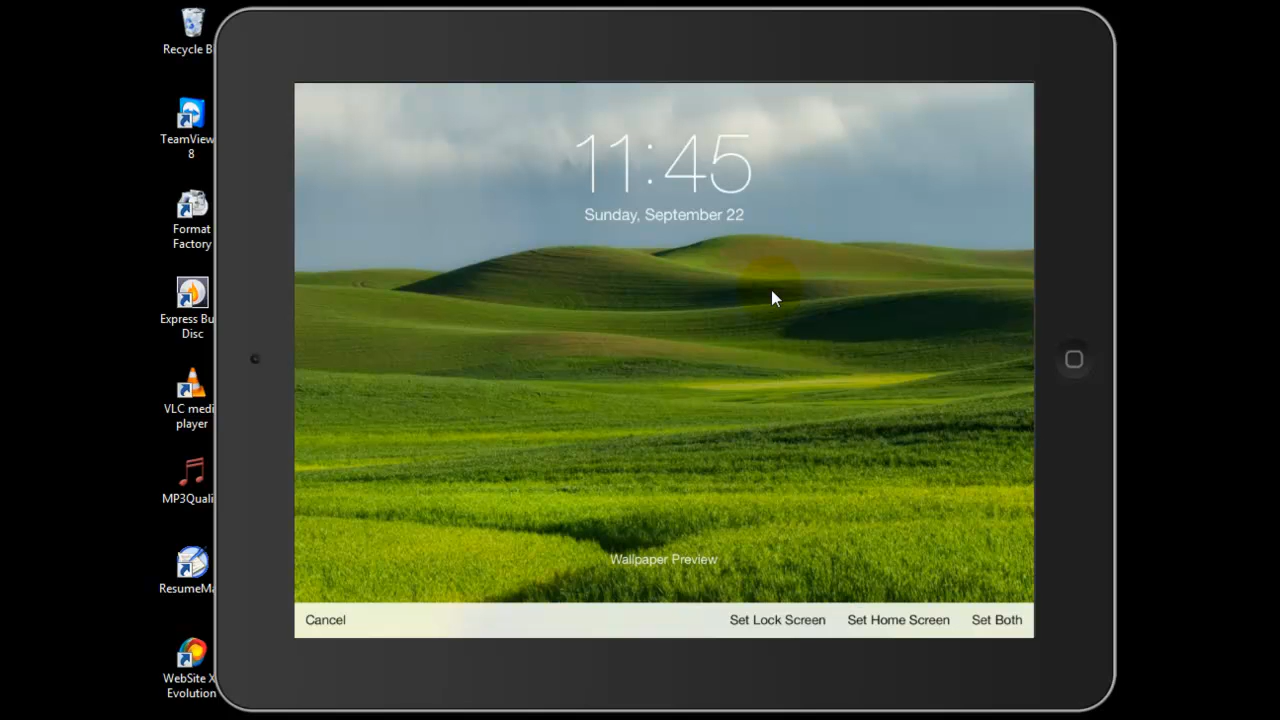 Recycle B
TeamView
8
Format
Factory
Express Bu
Disc
VLC medi
player
MP3Quali
ResumeMa
WebSite X
Evolution
11:45
Sunday, September 22
Wallpaper Preview
Cancel
Set Lock Screen
Set Home Screen
Set Both